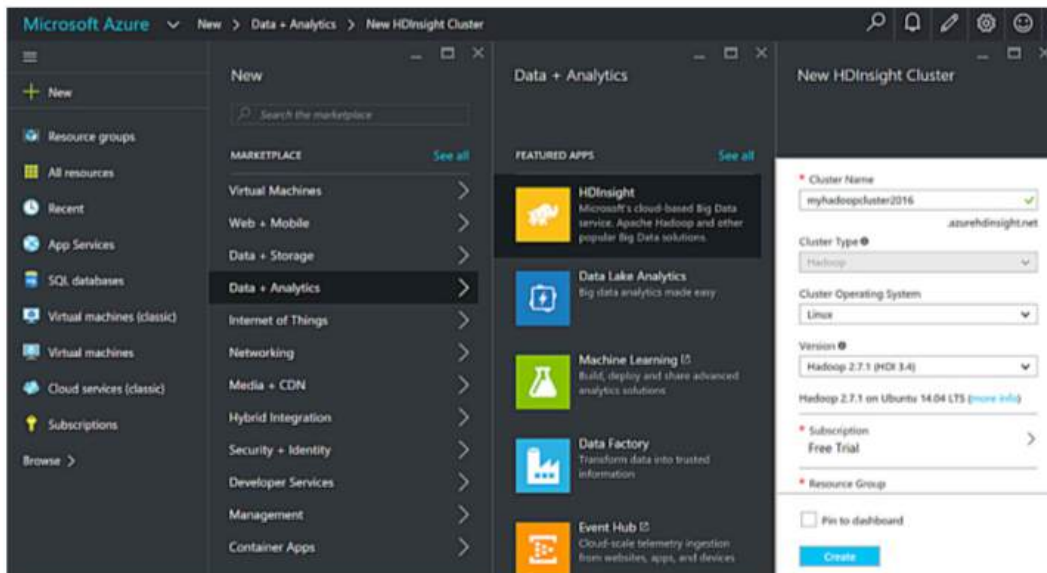 Microsoft Azure New > Data + Analytics > New HDInsight Cluster
New
Resource groups
All resources
Recent
App Services
SQL databases
Virtual machines (classic)
Virtual machines
Cloud services (classic)
Subscriptions
Browse >
New
Search the marketplace
MARKETPLACE See all
Virtual Machines
Web + Mobile
Data + Storage
Data + Analytics
Internet of Things
Networking
Media + CDN
Hybrid Integration
Security + Identity
Developer Services
Management
Container Apps
Data + Analytics
FEATURED APPS See all
HDInsight
Microsoft's cloud-based Big Data
service. Apache Hadoop and other
popular Big Data solutions.
Data Lake Analytics
Big data analytics made easy
Machine Learning
Build, deploy and share advanced
analytics solutions
Data Factory
Transform data into trusted
information
Event Hub
Cloud-scale telemetry ingestion
from websites, apps, and devices
New HDInsight Cluster
* Cluster Name
myhadoopcluster2016
.azurehdinsight.net
Cluster Type
Hadoop
Cluster Operating System
Linux
Version
Hadoop 2.7.1 (HDI 3.4)
Hadoop 2.7.1 on Ubuntu 14.04 LTS (more info)
* Subscription
Free Trial
* Resource Group
Pin to dashboard
Create